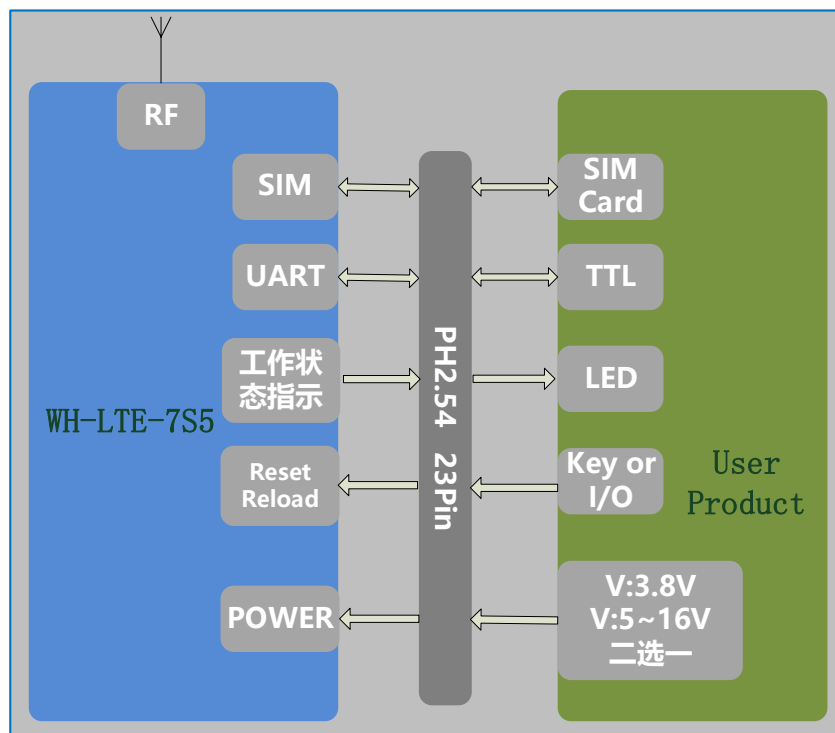 RF
SIM
UART
工作状
态指示
WH-LTE-7S5
Reset
Reload
POWER
PH2.54 23Pin
SIM
Card
TTL
LED
Key or
I/O
User
Product
V:3.8V
V:5~16V
二选一